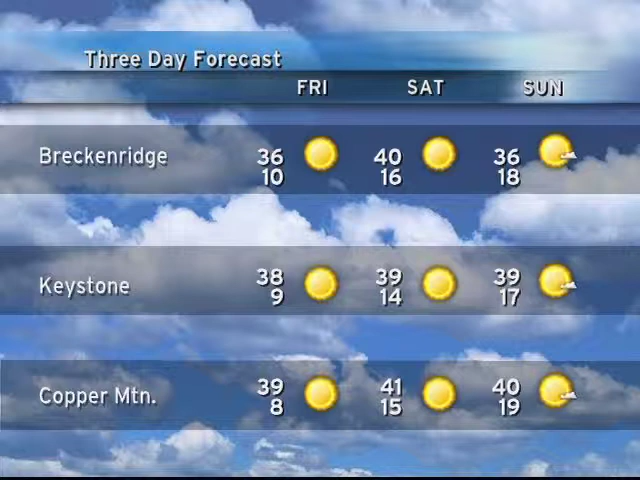 Three Day Forecast
FRI SAT SUN
Breckenridge 36 40 36
10 16 18
Keystone 38 39 39
9 14 17
Copper Mtn. 39 41 40
8 15 19